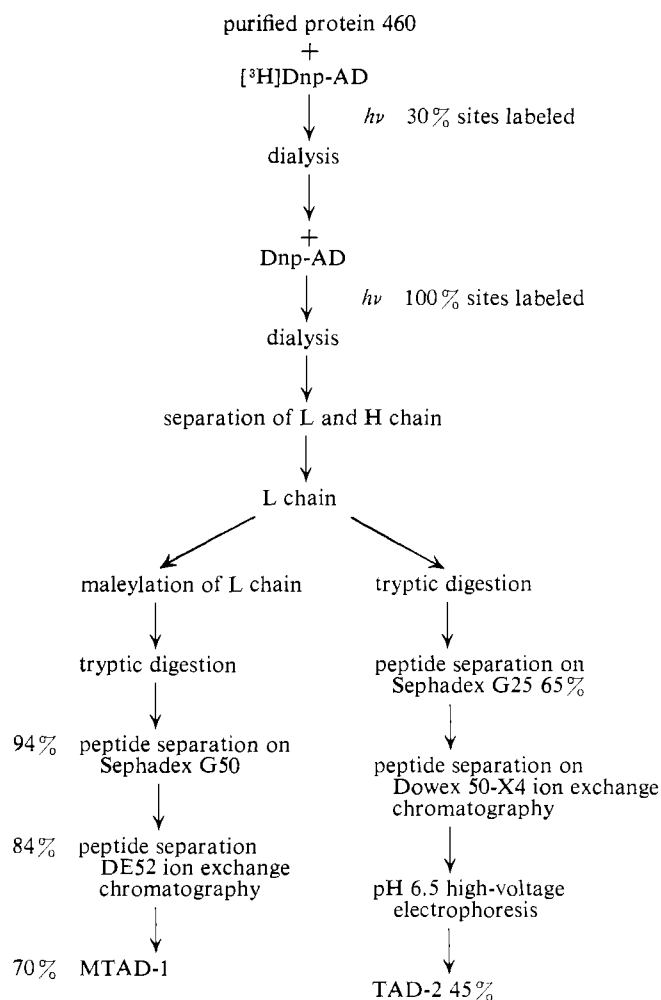 purified protein 460
+
[³H]Dnp-AD
hν 30% sites labeled
dialysis
+
Dnp-AD
hν 100% sites labeled
dialysis
separation of L and H chain
L chain
maleylation of L chain
tryptic digestion
94% peptide separation on
Sephadex G50
84% peptide separation
DE52 ion exchange
chromatography
70% MTAD-1
tryptic digestion
peptide separation on
Sephadex G25 65%
peptide separation on
Dowex 50-X4 ion exchange
chromatography
pH 6.5 high-voltage
electrophoresis
TAD-2 45%